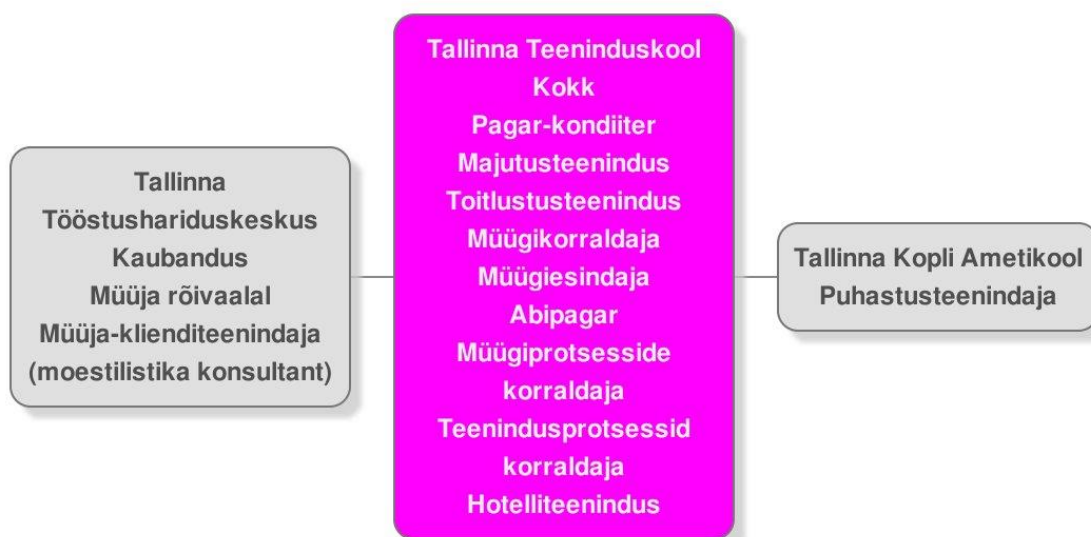 Tallinna
Tööstushariduskeskus
Kaubandus
Müüja rõivaalal
Müüja-klienditeenindaja
(moestilistika konsultant)
Tallinna Teeninduskool
Kokk
Pagar-kondiiter
Majutusteenindus
Toitlustusteenindus
Müügikorraldaja
Müügiesindaja
Abipagar
Müügiprotsesside
korraldaja
Teenindusprotsessid
korraldaja
Hotelliteenindus
Tallinna Kopli Ametikool
Puhastusteenindaja